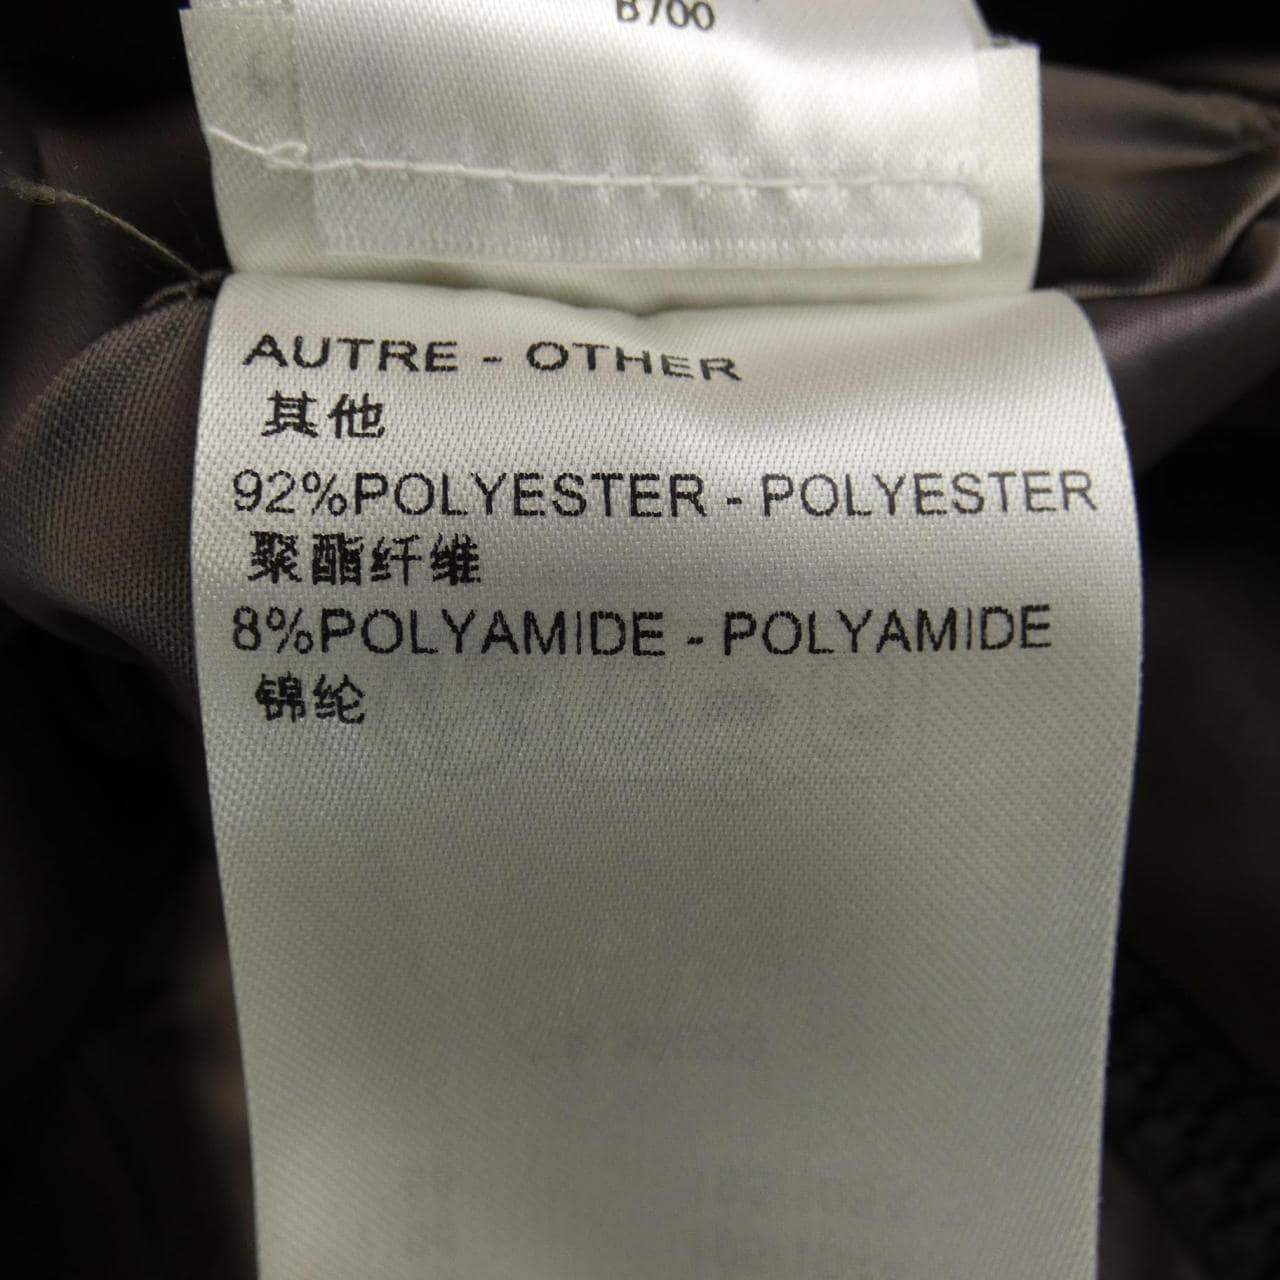 B700
AUTRE - OTHER
其他
92%POLYESTER - POLYESTER
聚酯纤维
8%POLYAMIDE - POLYAMIDE
锦纶